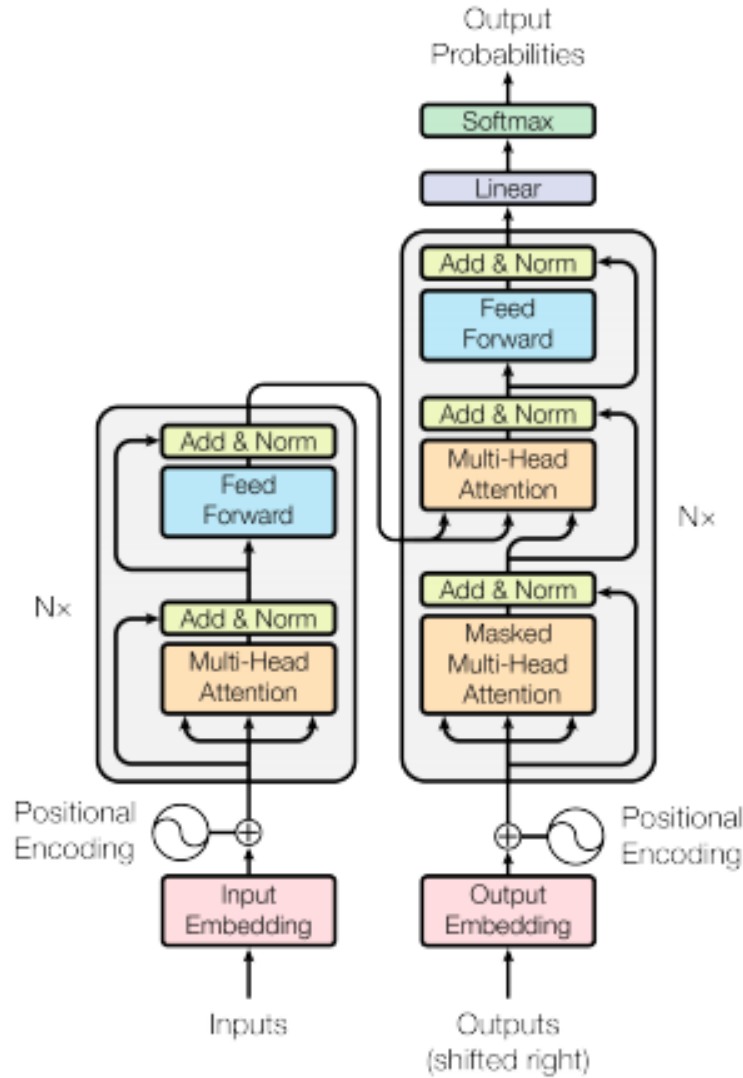 Output
Probabilities
Softmax
Linear
Add & Norm
Feed
Forward
Add & Norm
Multi-Head
Attention
Nx
Add & Norm
Masked
Multi-Head
Attention
Add & Norm
Feed
Forward
Nx
Add & Norm
Multi-Head
Attention
Positional
Encoding
Positional
Encoding
Input
Embedding
Output
Embedding
Inputs
Outputs
(shifted right)